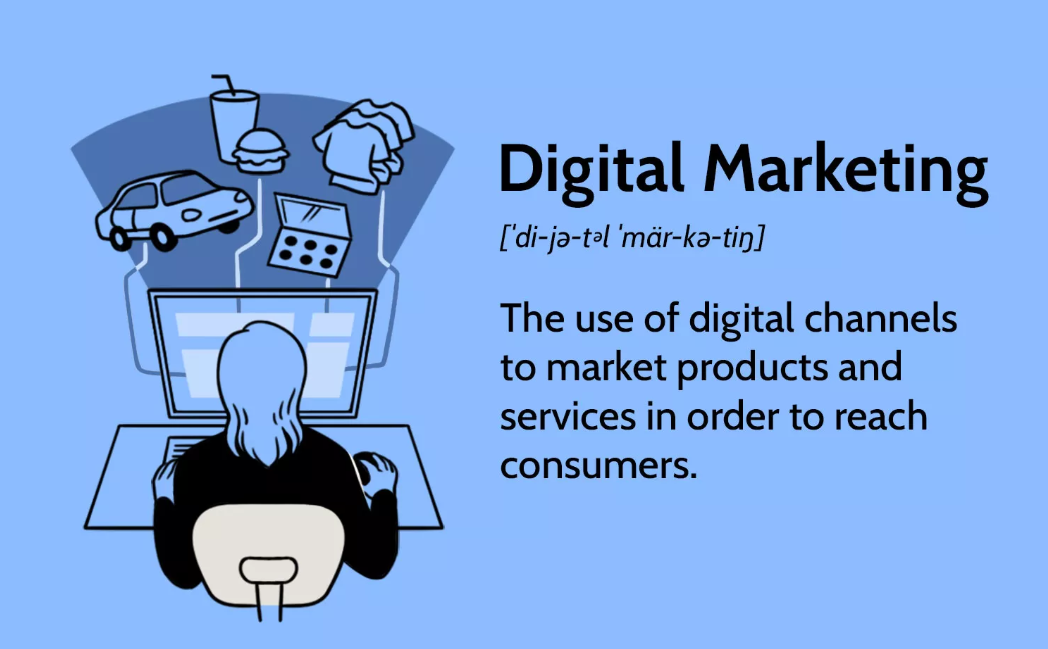 Digital Marketing
[ˈdi-jə-tᵊl ˈmär-kə-tiŋ]
The use of digital channels
to market products and
services in order to reach
consumers.